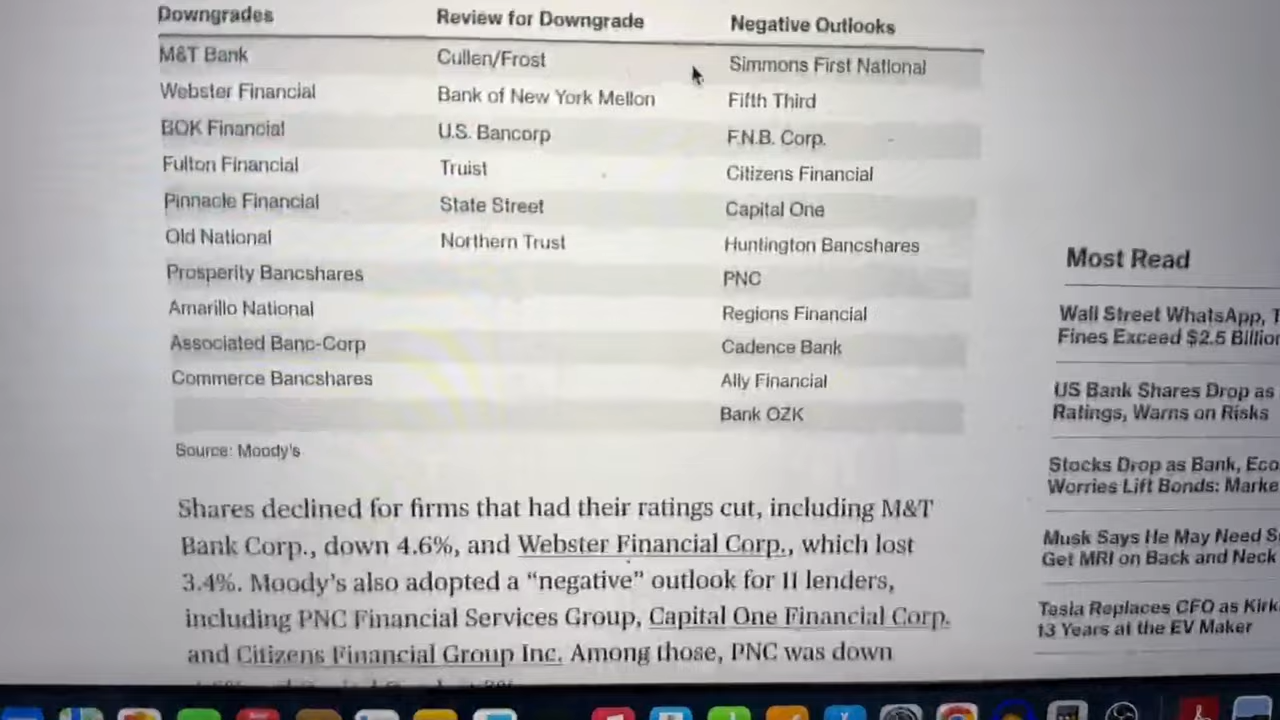 Downgrades Review for Downgrade Negative Outlooks
M&T Bank Cullen/Frost Simmons First National
Webster Financial Bank of New York Mellon Fifth Third
BOK Financial U.S. Bancorp F.N.B. Corp.
Fulton Financial Truist Citizens Financial
Pinnacle Financial State Street Capital One
Old National Northern Trust Huntington Bancshares
Prosperity Bancshares PNC
Amarillo National Regions Financial
Associated Banc-Corp Cadence Bank
Commerce Bancshares Ally Financial
Bank OZK
Source: Moody's
Shares declined for firms that had their ratings cut, including M&T
Bank Corp., down 4.6%, and Webster Financial Corp., which lost
3.4%. Moody's also adopted a “negative” outlook for 11 lenders,
including PNC Financial Services Group, Capital One Financial Corp.
and Citizens Financial Group Inc. Among those, PNC was down
Most Read
Wall Street WhatsApp, T
Fines Exceed $2.5 Billion
US Bank Shares Drop as
Ratings, Warns on Risks
Stocks Drop as Bank, Eco
Worries Lift Bonds: Marke
Musk Says He May Need S
Get MRI on Back and Neck
Tesla Replaces CFO as Kirk
13 Years at the EV Maker